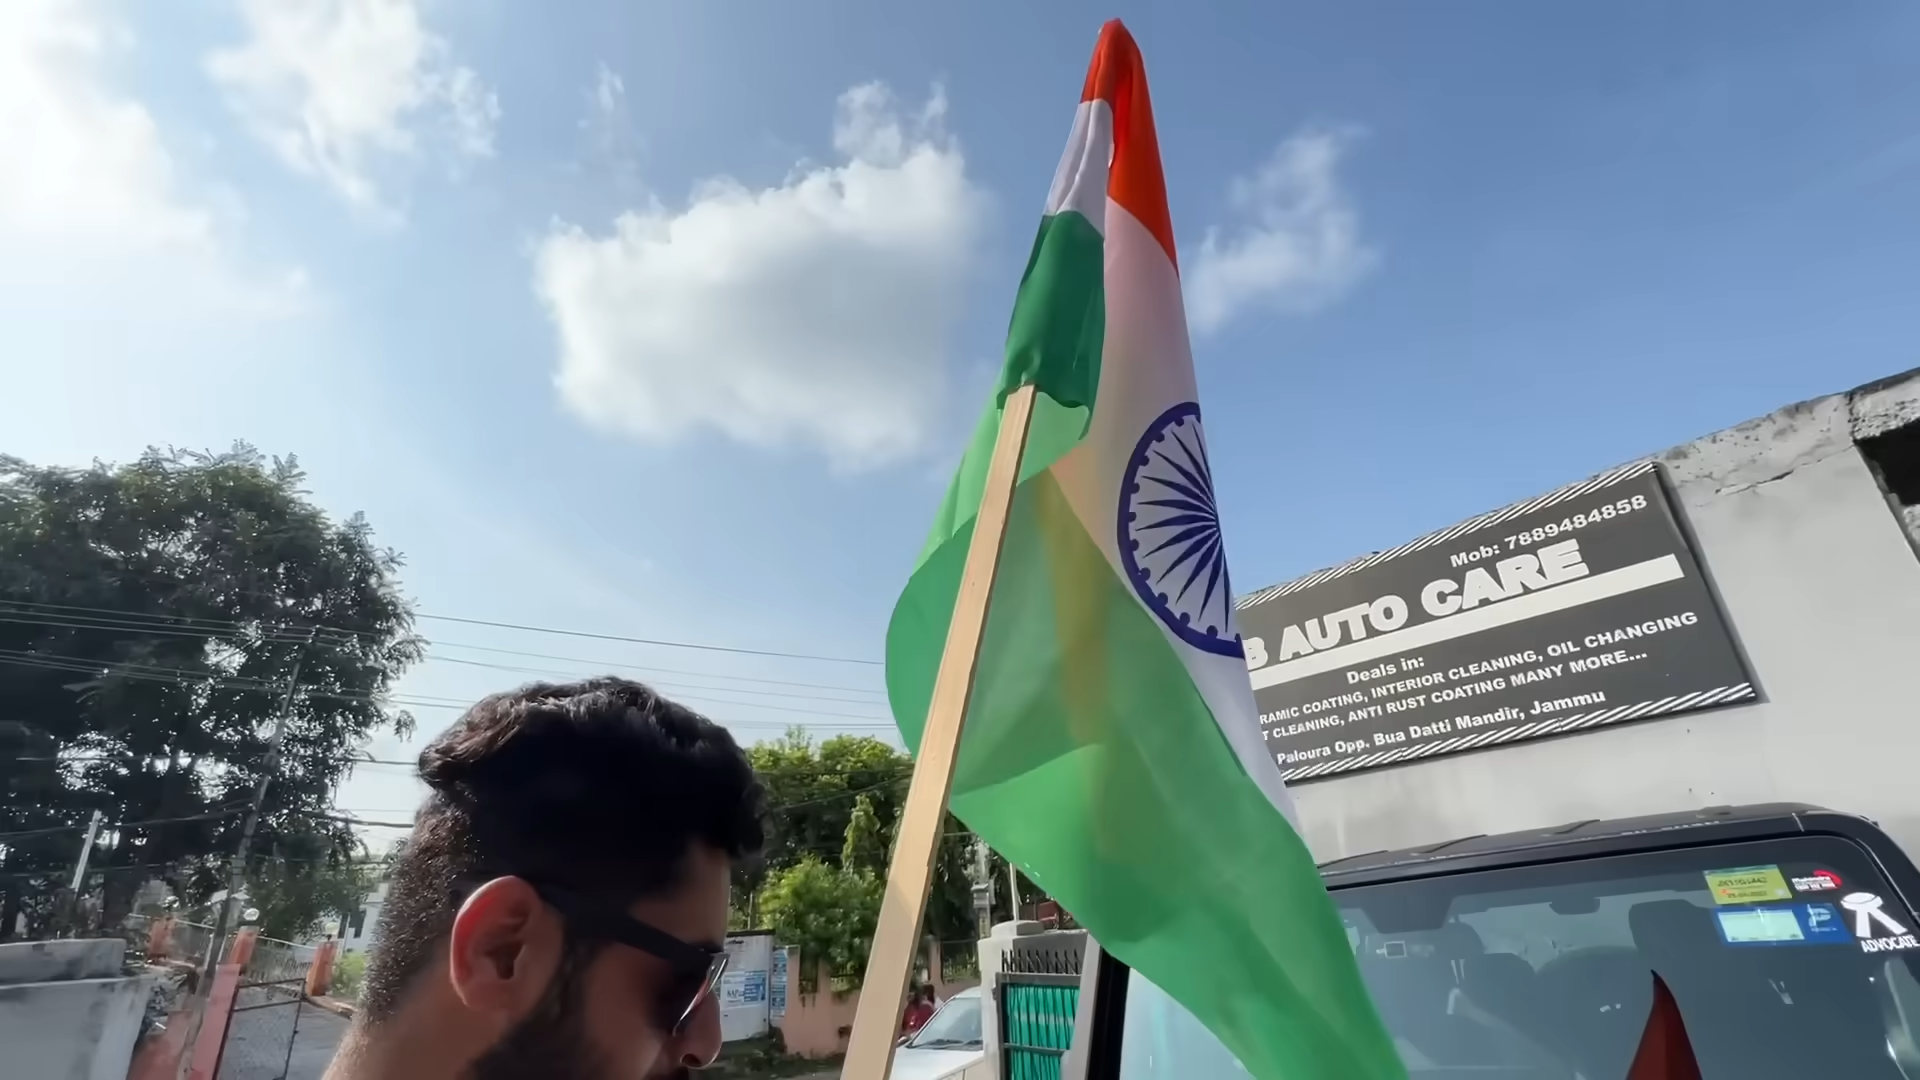 Mob: 7889484858
B AUTO CARE
Deals in:
RAMIC COATING, INTERIOR CLEANING, OIL CHANGING
T CLEANING, ANTI RUST COATING MANY MORE...
Paloura Opp. Bua Datti Mandir, Jammu
ADVOCATE